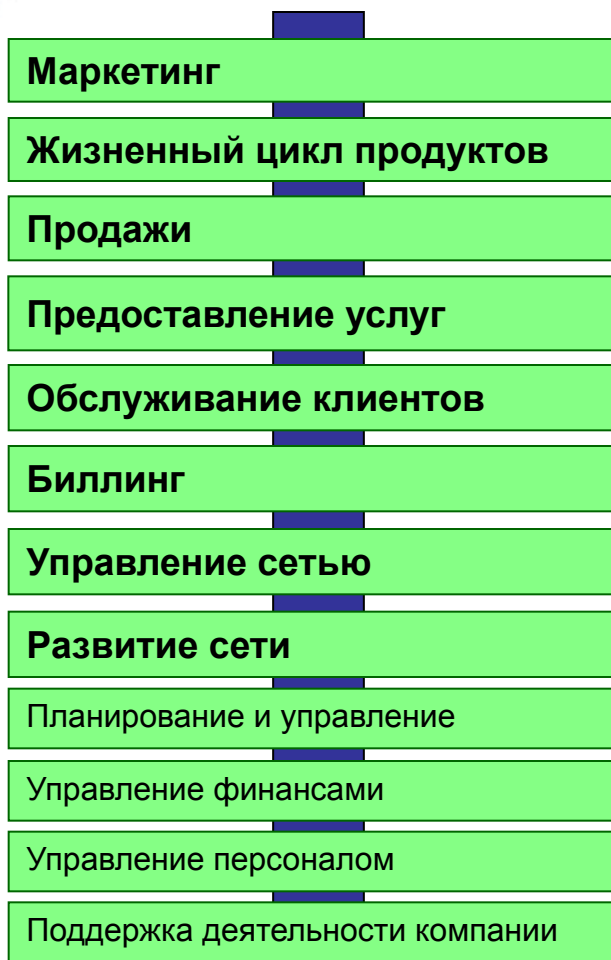 Маркетинг
Жизненный цикл продуктов
Продажи
Предоставление услуг
Обслуживание клиентов
Биллинг
Управление сетью
Развитие сети
Планирование и управление
Управление финансами
Управление персоналом
Поддержка деятельности компании